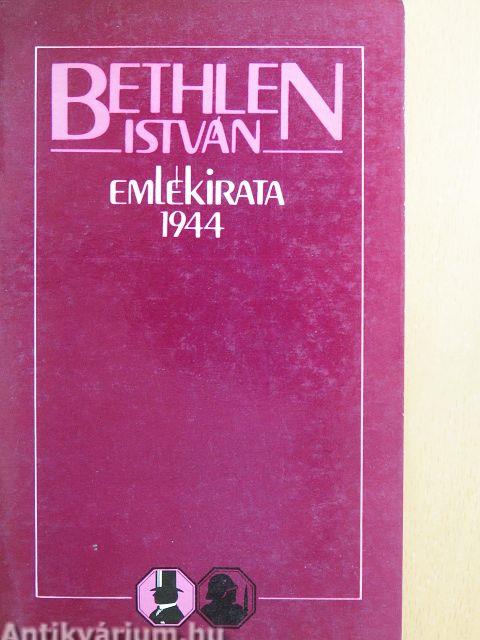 BETHLEN
ISTVÁN
EMLÉKIRATA
1944
Antikvárium.hu